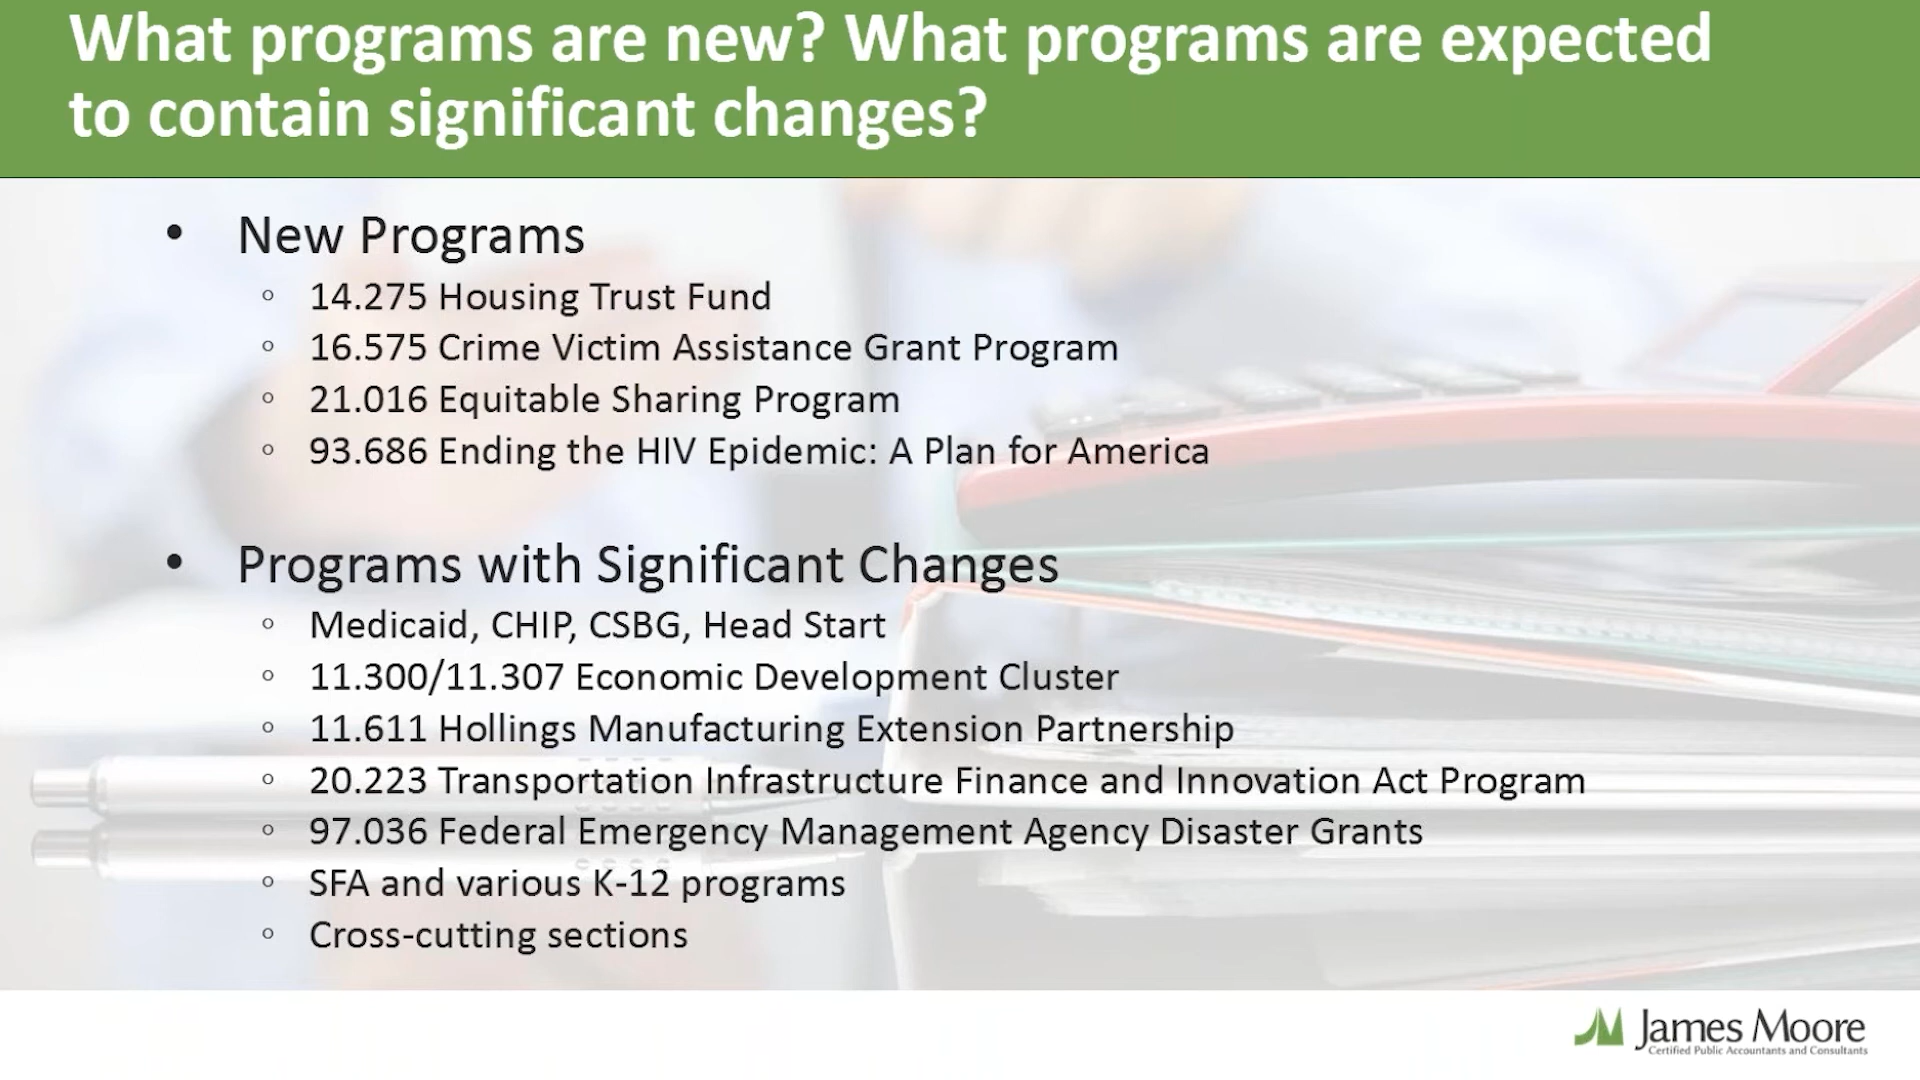 What programs are new? What programs are expected
to contain significant changes?
• New Programs
◦ 14.275 Housing Trust Fund
◦ 16.575 Crime Victim Assistance Grant Program
◦ 21.016 Equitable Sharing Program
◦ 93.686 Ending the HIV Epidemic: A Plan for America
• Programs with Significant Changes
◦ Medicaid, CHIP, CSBG, Head Start
◦ 11.300/11.307 Economic Development Cluster
◦ 11.611 Hollings Manufacturing Extension Partnership
◦ 20.223 Transportation Infrastructure Finance and Innovation Act Program
◦ 97.036 Federal Emergency Management Agency Disaster Grants
◦ SFA and various K-12 programs
◦ Cross-cutting sections
James Moore
Certified Public Accountants and Consultants